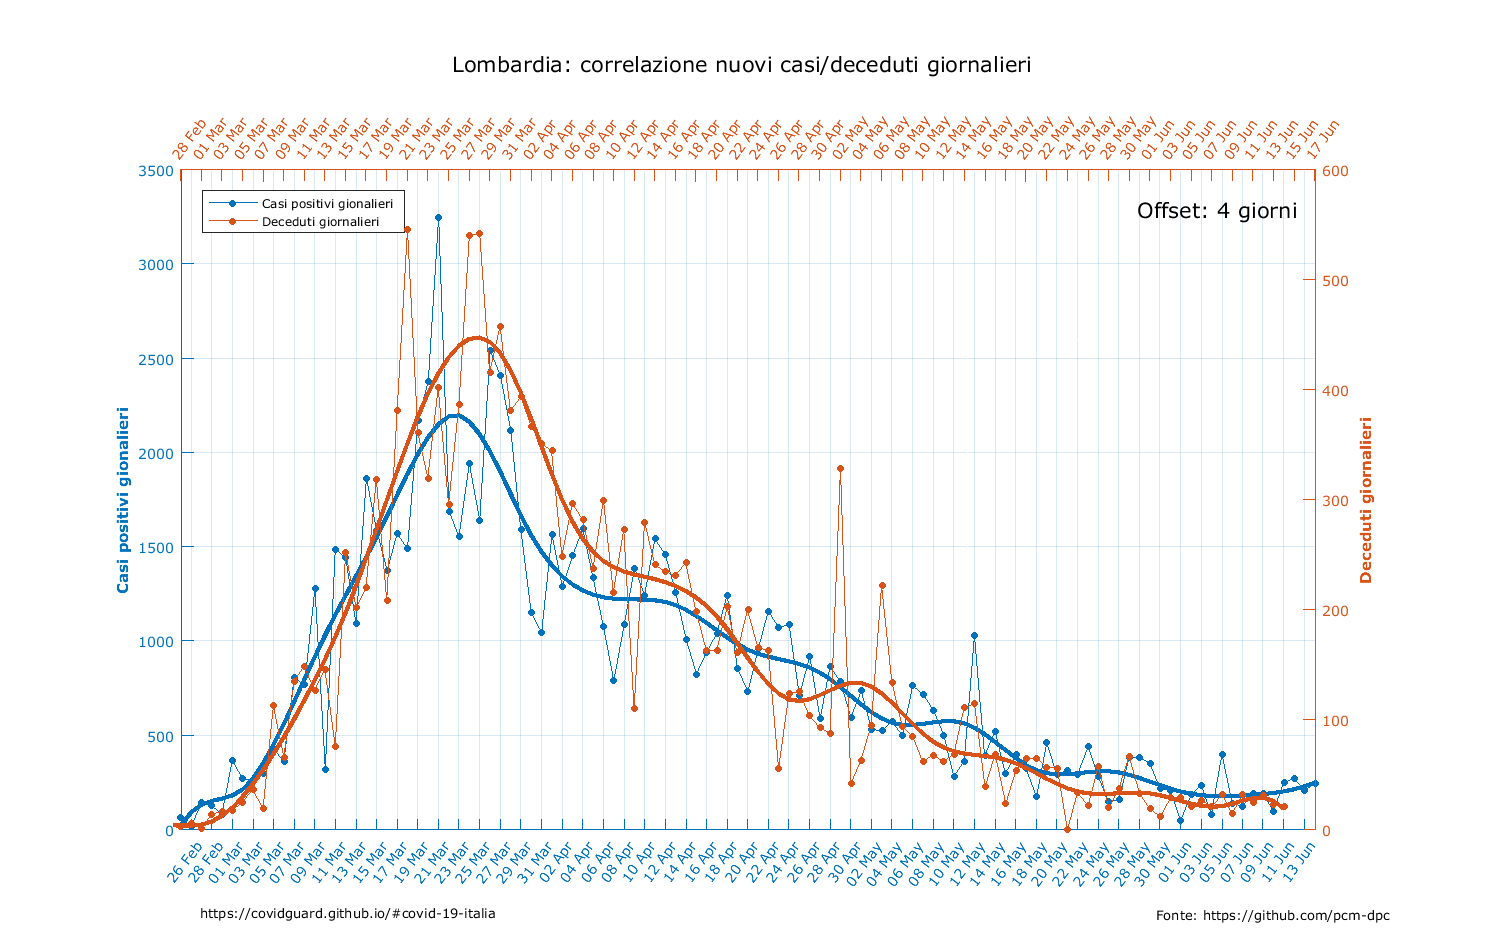 Lombardia: correlazione nuovi casi/deceduti giornalieri
28 Feb 01 Mar 03 Mar 05 Mar 07 Mar 09 Mar 11 Mar 13 Mar 15 Mar 17 Mar 19 Mar 21 Mar 23 Mar 25 Mar 27 Mar 29 Mar 31 Mar 02 Apr 04 Apr 06 Apr 08 Apr 10 Apr 12 Apr 14 Apr 16 Apr 18 Apr 20 Apr 22 Apr 24 Apr 26 Apr 28 Apr 30 Apr 02 May 04 May 06 May 08 May 10 May 12 May 14 May 16 May 18 May 20 May 22 May 24 May 26 May 28 May 30 May 01 Jun 03 Jun 05 Jun 07 Jun 09 Jun 11 Jun 13 Jun 15 Jun 17 Jun
3500
3000
2500
2000
1500
1000
500
0
Casi positivi gionalieri
Casi positivi gionalieri
Deceduti giornalieri
Offset: 4 giorni
600
500
400
300
200
100
0
Deceduti giornalieri
26 Feb 28 Feb 01 Mar 03 Mar 05 Mar 07 Mar 09 Mar 11 Mar 13 Mar 15 Mar 17 Mar 19 Mar 21 Mar 23 Mar 25 Mar 27 Mar 29 Mar 31 Mar 02 Apr 04 Apr 06 Apr 08 Apr 10 Apr 12 Apr 14 Apr 16 Apr 18 Apr 20 Apr 22 Apr 24 Apr 26 Apr 28 Apr 30 Apr 02 May 04 May 06 May 08 May 10 May 12 May 14 May 16 May 18 May 20 May 22 May 24 May 26 May 28 May 30 May 01 Jun 03 Jun 05 Jun 07 Jun 09 Jun 11 Jun 13 Jun
https://covidguard.github.io/#covid-19-italia
Fonte: https://github.com/pcm-dpc